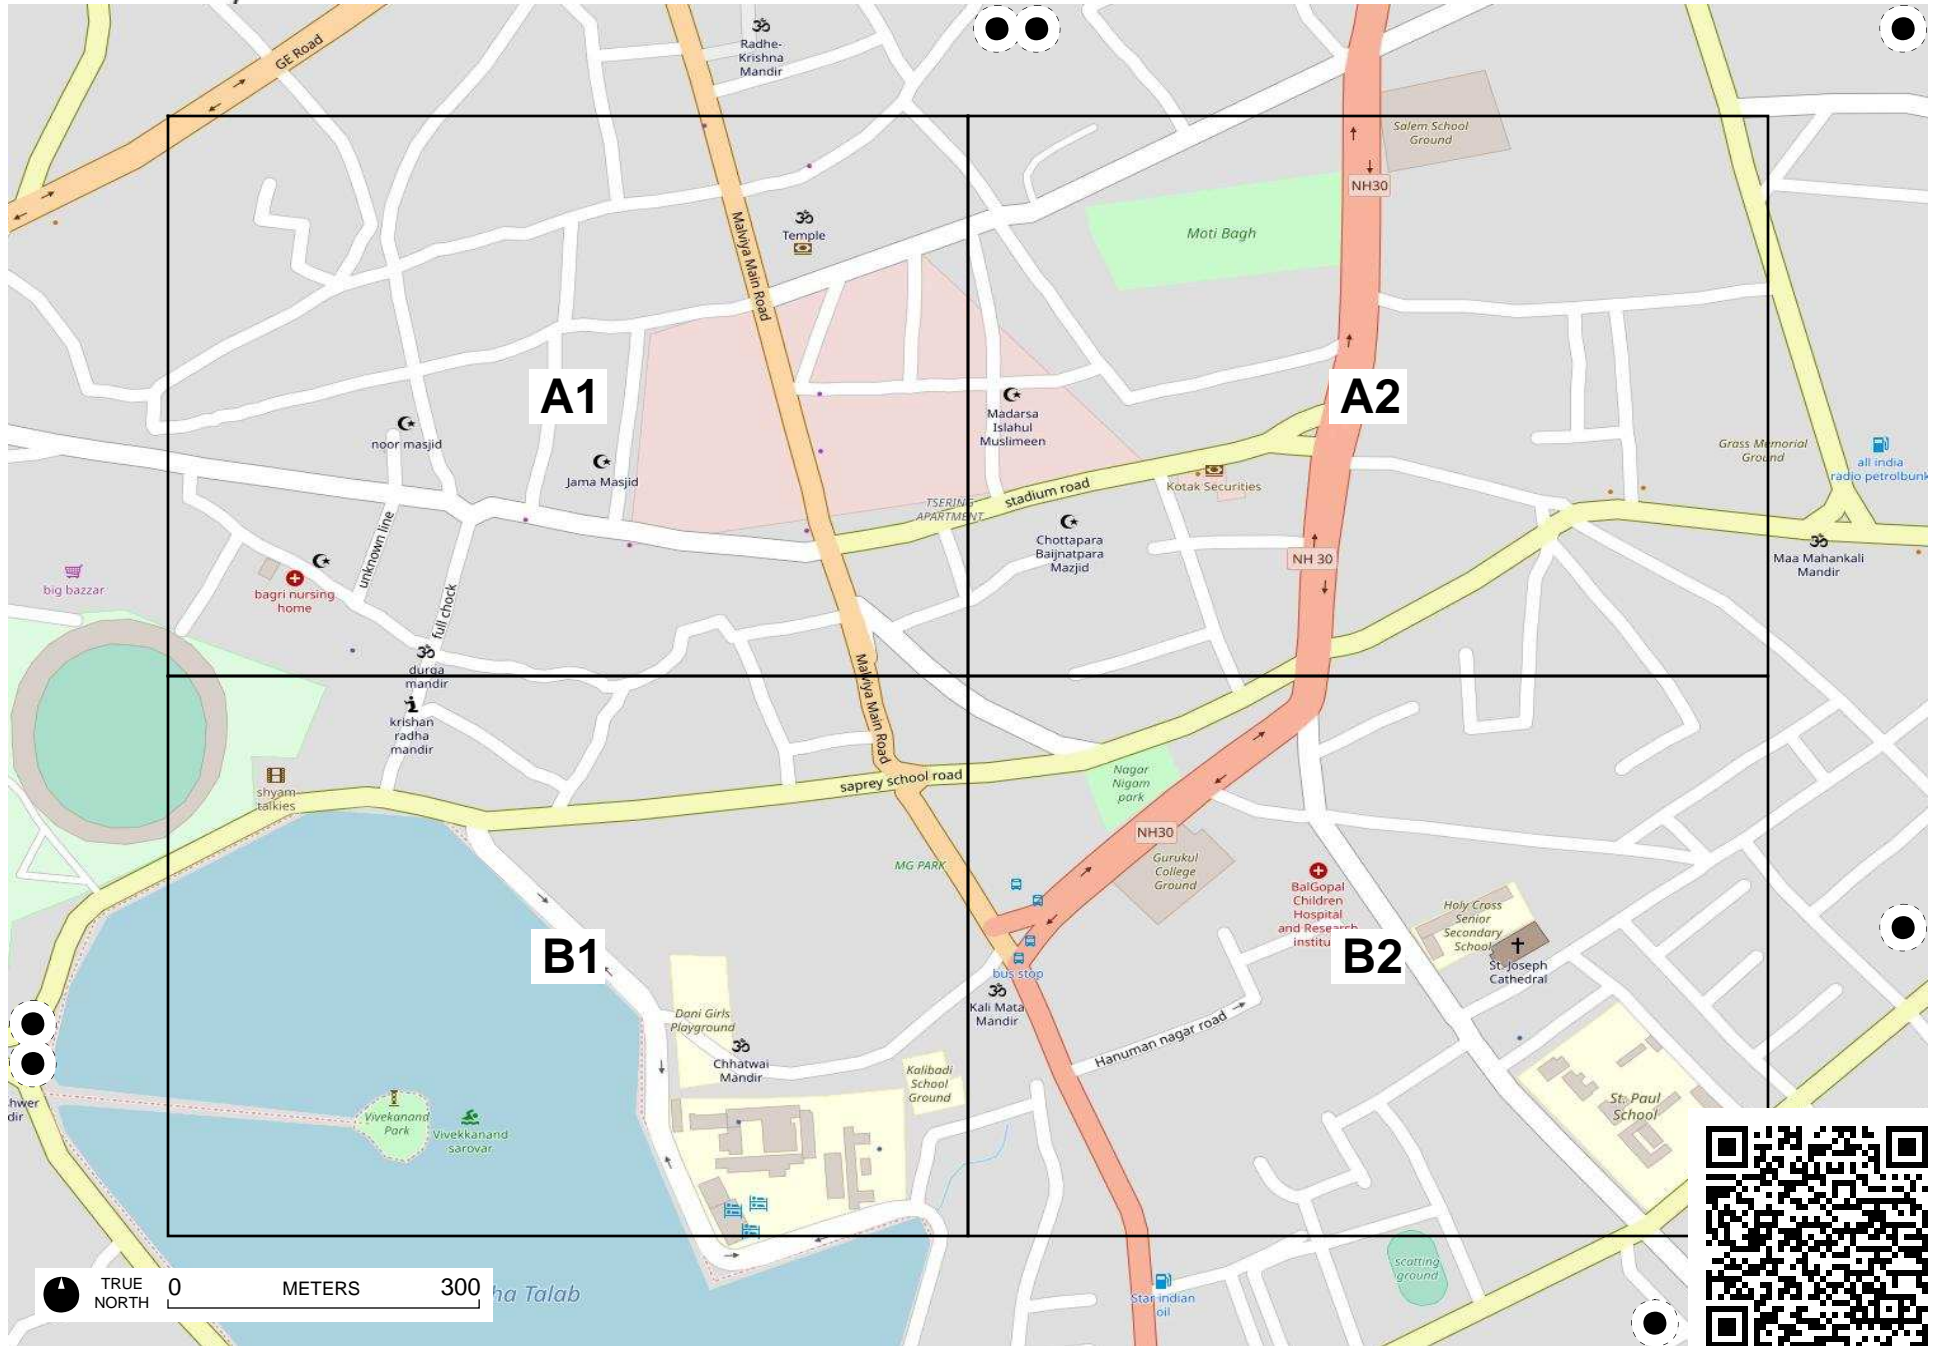 GE Road
Radhe-
Krishna
Mandir
Salem School
Ground
NH30
Malviya Main Road
Temple
Moti Bagh
A1
A2
noor masjid
Jama Masjid
Madarsa
Islahul
Muslimeen
Grass Memorial
Ground
all india
radio petrolbunk
Kotak Securities
stadium road
TSERING
APARTMENT
unknown line
Chottapara
Baijnatpara
Mazjid
NH 30
Maa Mahankali
Mandir
big bazzar
bagri nursing
home
full chock
durga
mandir
krishan
radha
mandir
Malviya Main Road
shyam
talkies
saprey school road
Nagar
Nigam
park
NH30
MG PARK
Gurukul
College
Ground
BalGopal
Children
Hospital
and Research
institu
Holy Cross
Senior
Secondary
School
St. Joseph
Cathedral
B1
B2
bus stop
Kali Mata
Mandir
Dani Girls
Playground
Chhatwai
Mandir
Hanuman nagar road
Kalibadi
School
Ground
St. Paul
School
hwer
dir
Vivekanand
Park
Vivekkanand
sarovar
scatting
ground
Star indian
oil
TRUE
NORTH
0 METERS 300
ha Talab